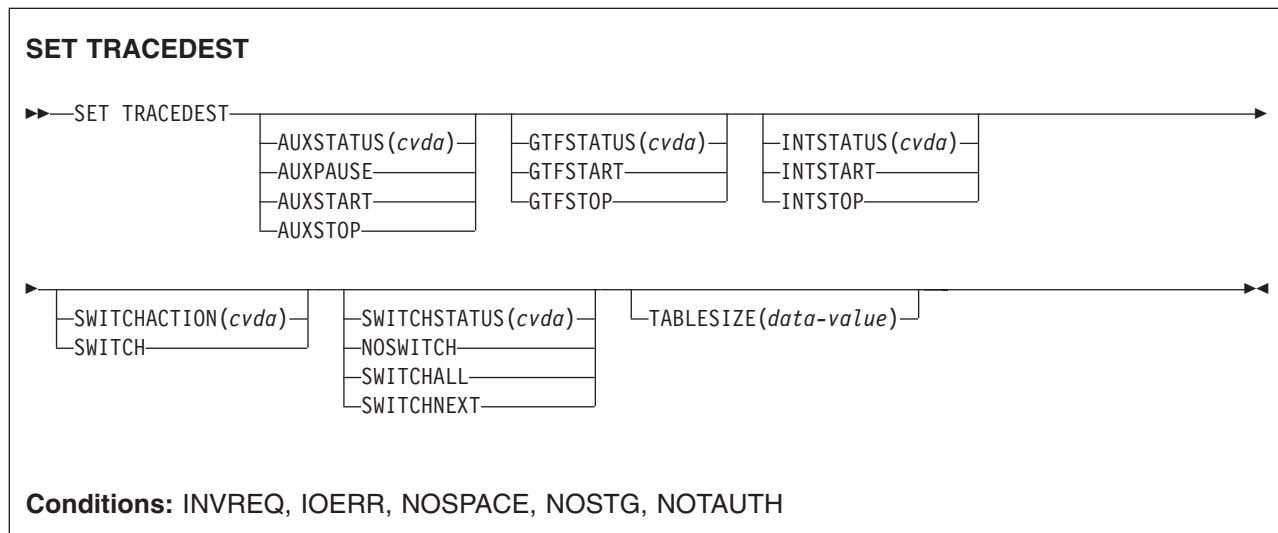 SET TRACEDEST
SET TRACEDEST
AUXSTATUS(cvda) GTFSTATUS(cvda) INTSTATUS(cvda)
AUXPAUSE GTFSTART INTSTART
AUXSTART GTFSTOP INTSTOP
AUXSTOP
SWITCHACTION(cvda) SWITCHSTATUS(cvda) TABLESIZE(data-value)
SWITCH NOSWITCH
SWITCHALL
SWITCHNEXT
Conditions: INVREQ, IOERR, NOSPACE, NOSTG, NOTAUTH